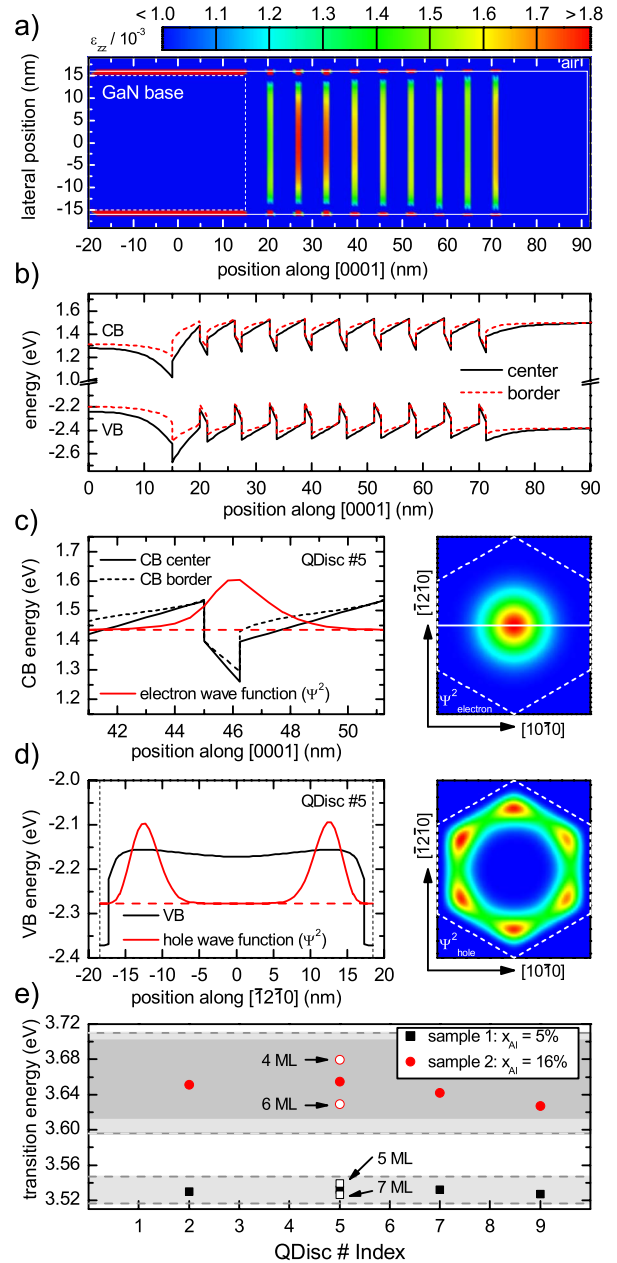 a)
< 1.0 1.1 1.2 1.3 1.4 1.5 1.6 1.7 > 1.8
ε_zz / 10^-3
'air'
GaN base
15
10
5
0
-5
-10
-15
lateral position (nm)
-20 -10 0 10 20 30 40 50 60 70 80 90
position along [0001] (nm)
b)
1.6
1.4
1.2
1.0
-2.2
-2.4
-2.6
energy (eV)
CB
VB
center
border
0 10 20 30 40 50 60 70 80 90
position along [0001] (nm)
c)
1.7
1.6
1.5
1.4
1.3
1.2
CB energy (eV)
CB center
CB border
QDisc #5
electron wave function (Ψ²)
42 44 46 48 50
position along [0001] (nm)
[1̄21̄0]
Ψ²electron
[101̄0]
d)
-2.0
-2.1
-2.2
-2.3
-2.4
VB energy (eV)
QDisc #5
VB
hole wave function (Ψ²)
-20 -15 -10 -5 0 5 10 15 20
position along [1̄21̄0] (nm)
[1̄21̄0]
Ψ²hole
[101̄0]
e)
3.72
3.68
3.64
3.60
3.56
3.52
transition energy (eV)
sample 1: x_Al = 5%
sample 2: x_Al = 16%
4 ML
6 ML
5 ML
7 ML
1 2 3 4 5 6 7 8 9
QDisc # Index